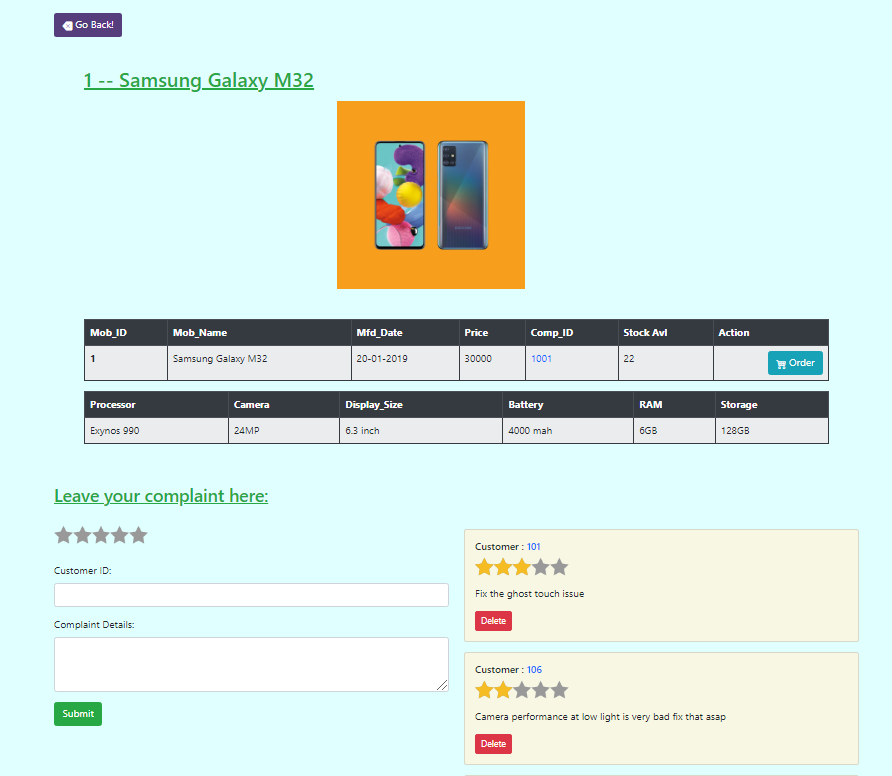 Go Back!
1 -- Samsung Galaxy M32
Mob_ID Mob_Name Mfd_Date Price Comp_ID Stock Avl Action
1 Samsung Galaxy M32 20-01-2019 30000 1001 22 Order
Processor Camera Display_Size Battery RAM Storage
Exynos 990 24MP 6.3 inch 4000 mah 6GB 128GB
Leave your complaint here:
Customer ID:
Complaint Details:
Submit
Customer : 101
Fix the ghost touch issue
Delete
Customer : 106
Camera performance at low light is very bad fix that asap
Delete